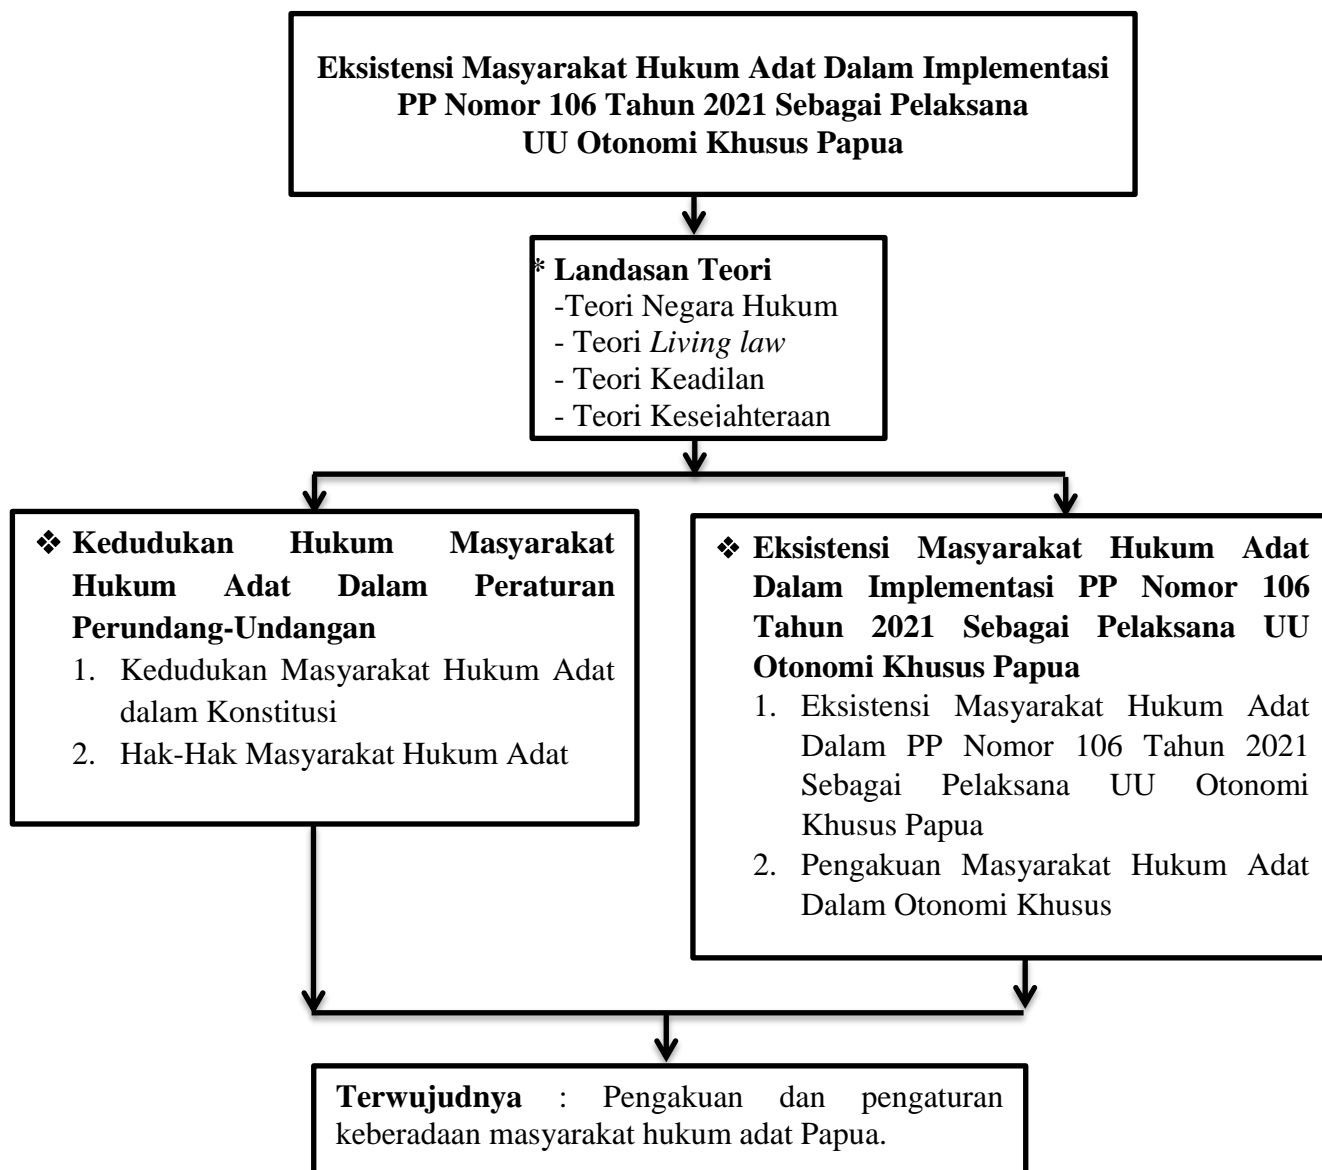 Eksistensi Masyarakat Hukum Adat Dalam Implementasi
PP Nomor 106 Tahun 2021 Sebagai Pelaksana
UU Otonomi Khusus Papua
* Landasan Teori
-Teori Negara Hukum
- Teori Living law
- Teori Keadilan
- Teori Kesejahteraan
❖ Kedudukan Hukum Masyarakat
Hukum Adat Dalam Peraturan
Perundang-Undangan
1. Kedudukan Masyarakat Hukum Adat
dalam Konstitusi
2. Hak-Hak Masyarakat Hukum Adat
❖ Eksistensi Masyarakat Hukum Adat
Dalam Implementasi PP Nomor 106
Tahun 2021 Sebagai Pelaksana UU
Otonomi Khusus Papua
1. Eksistensi Masyarakat Hukum Adat
Dalam PP Nomor 106 Tahun 2021
Sebagai Pelaksana UU Otonomi
Khusus Papua
2. Pengakuan Masyarakat Hukum Adat
Dalam Otonomi Khusus
Terwujudnya : Pengakuan dan pengaturan
keberadaan masyarakat hukum adat Papua.